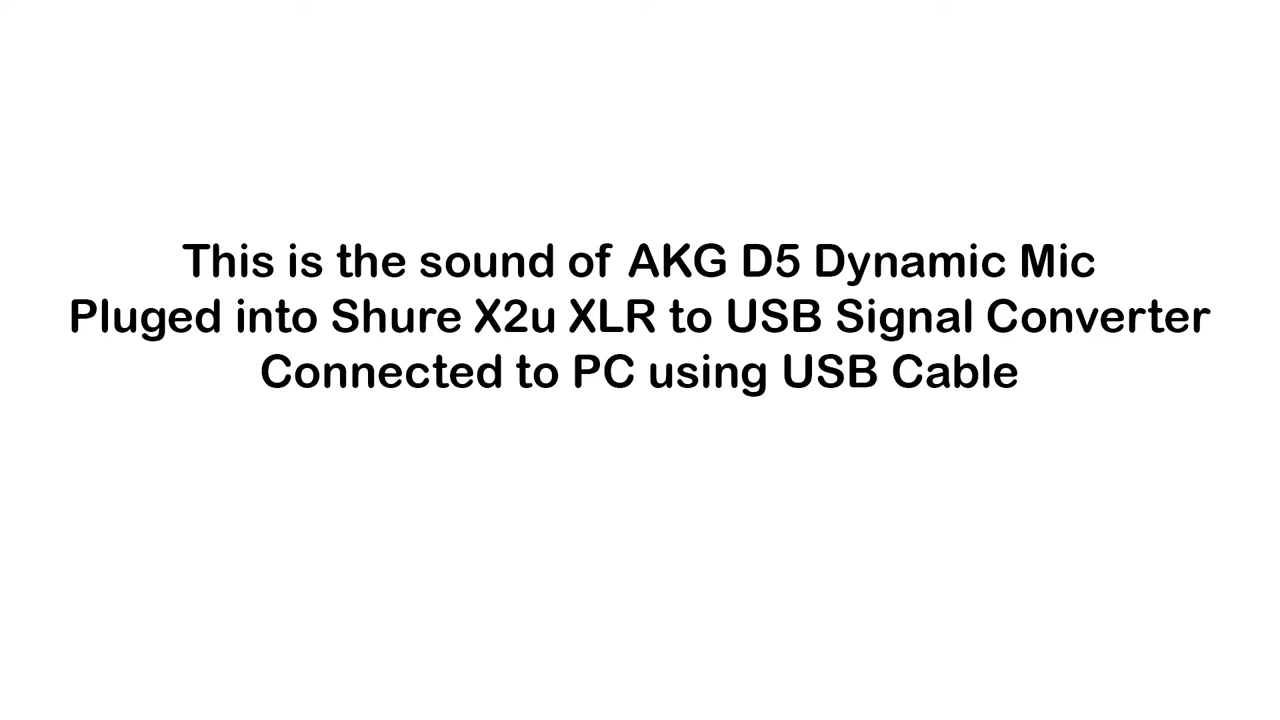 This is the sound of AKG D5 Dynamic Mic
Pluged into Shure X2u XLR to USB Signal Converter
Connected to PC using USB Cable